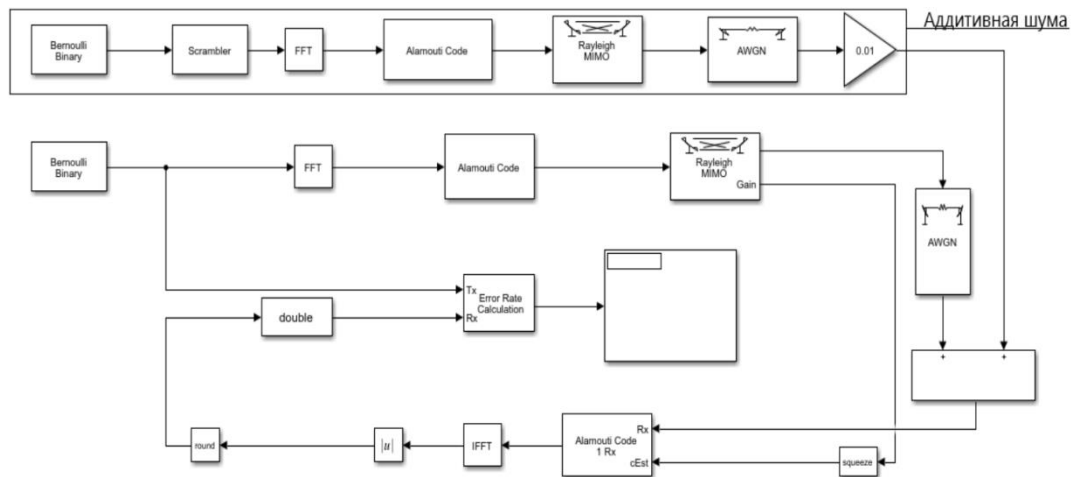 Аддитивная шума
Bernoulli
Binary
Scrambler
FFT
Alamouti Code
Rayleigh
MIMO
AWGN
0.01
Bernoulli
Binary
FFT
Alamouti Code
Rayleigh
MIMO
Gain
AWGN
Tx
Rx
Error Rate
Calculation
double
+
+
round
|u|
IFFT
Rx
cEst
Alamouti Code
1 Rx
squeeze